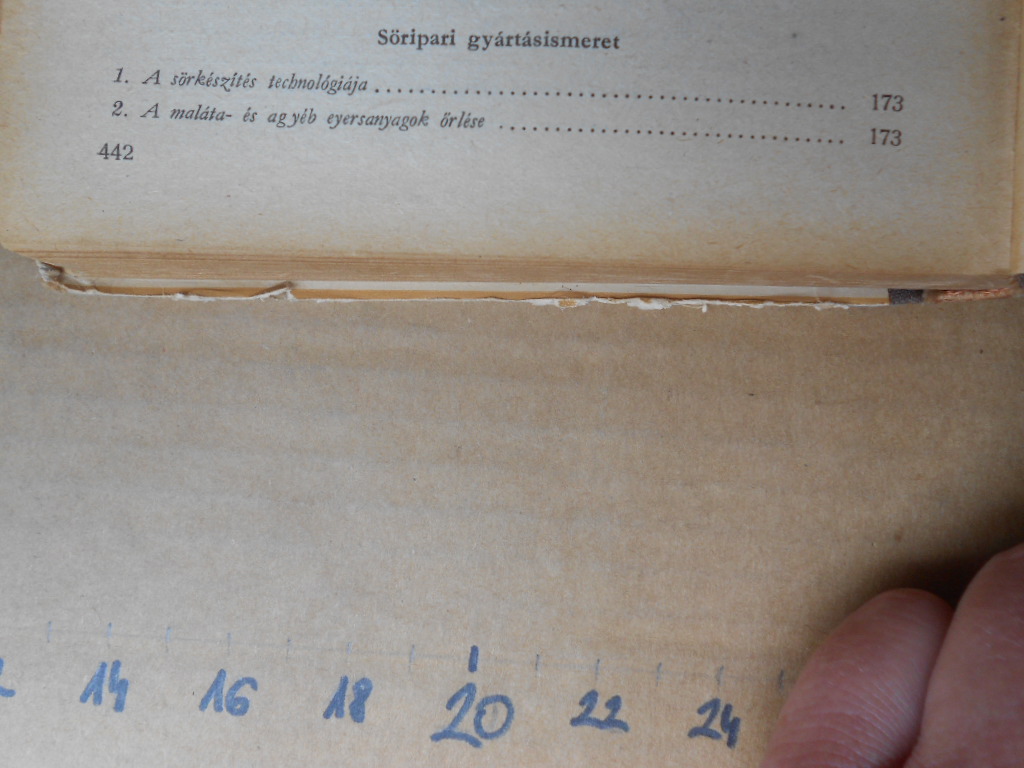 Söripari gyártásismeret
1. A sörkészítés technológiája ........................................ 173
2. A maláta- és agyéb eyersanyagok őrlése .............................. 173
442
14 16 18 20 22 24